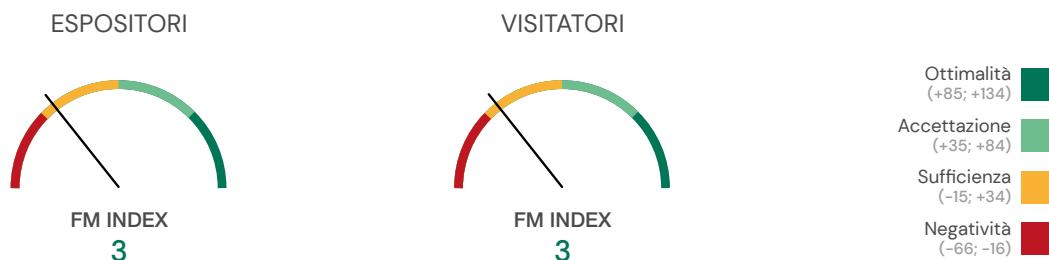 ESPOSITORI
FM INDEX
3
VISITATORI
FM INDEX
3
Ottimalità
(+85; +134)
Accettazione
(+35; +84)
Sufficienza
(-15; +34)
Negatività
(-66; -16)